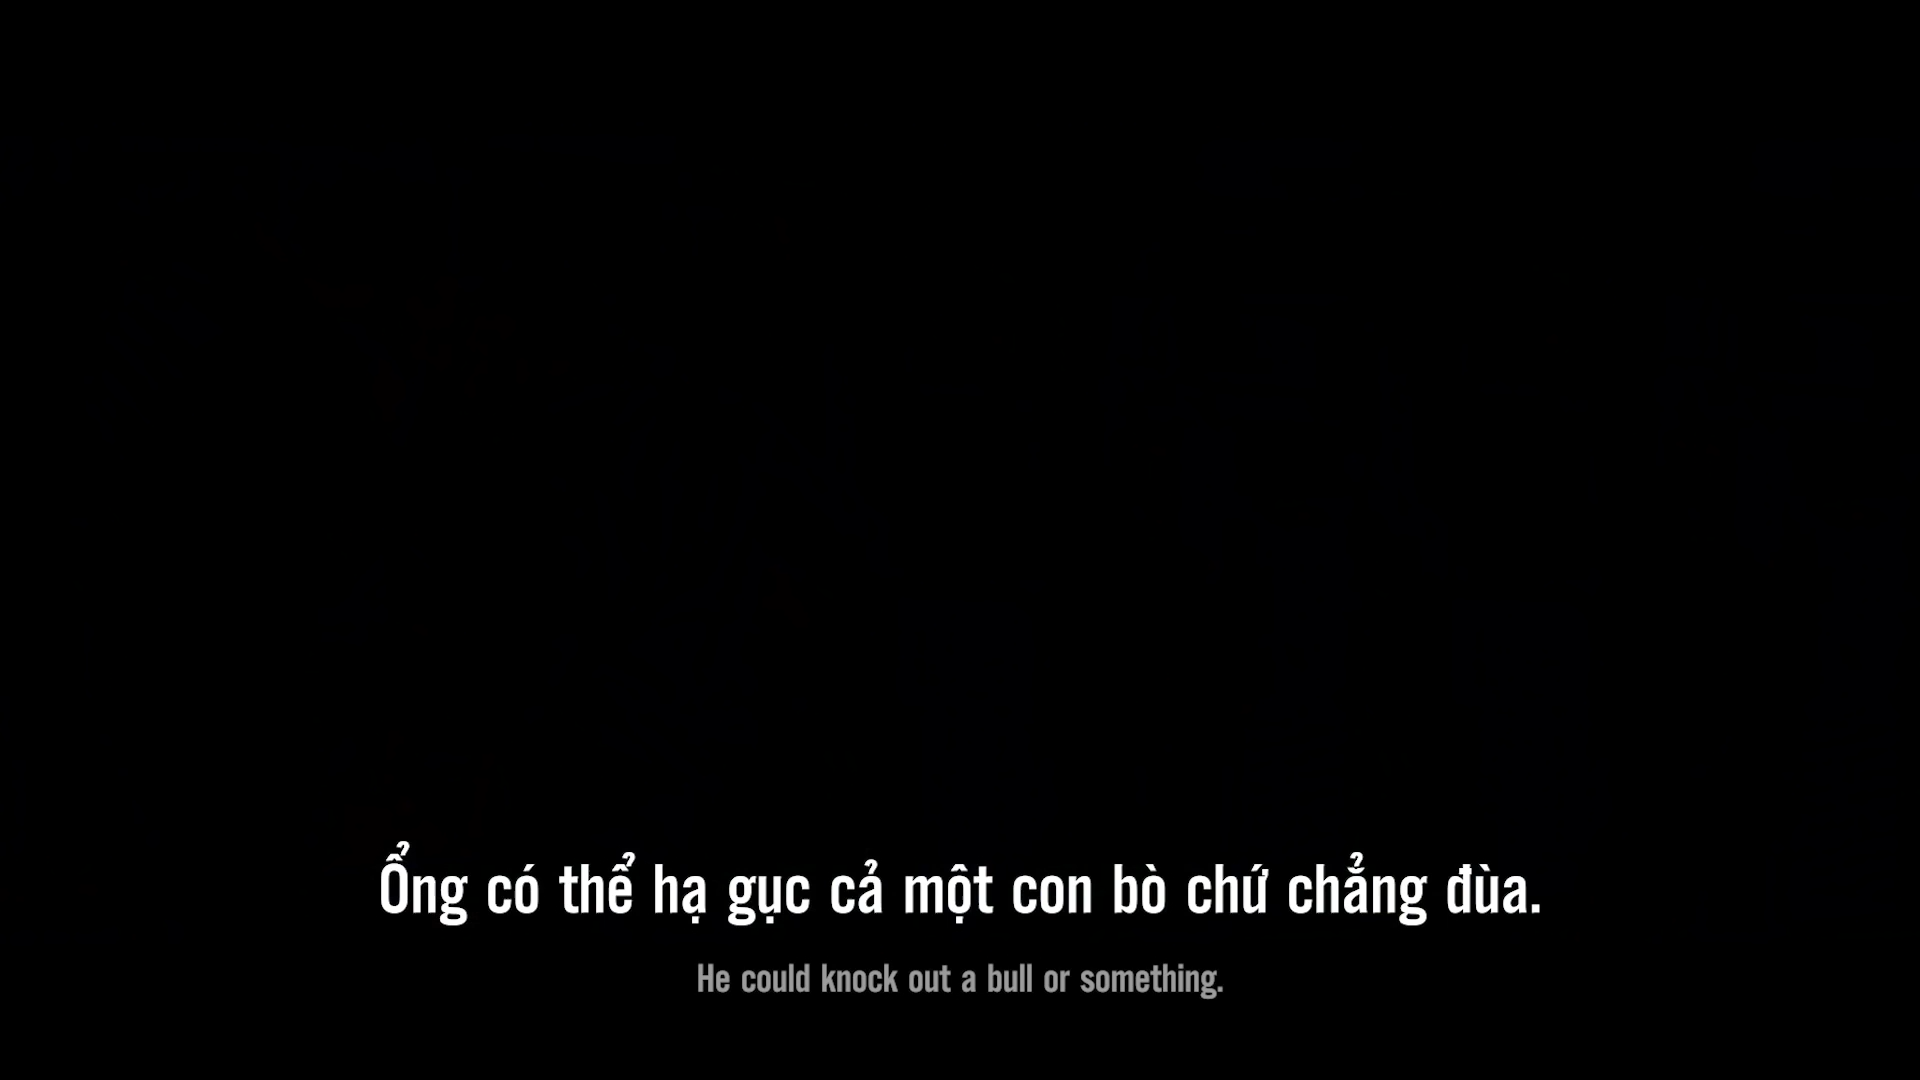 Ổng có thể hạ gục cả một con bò chứ chẳng đùa.
He could knock out a bull or something.